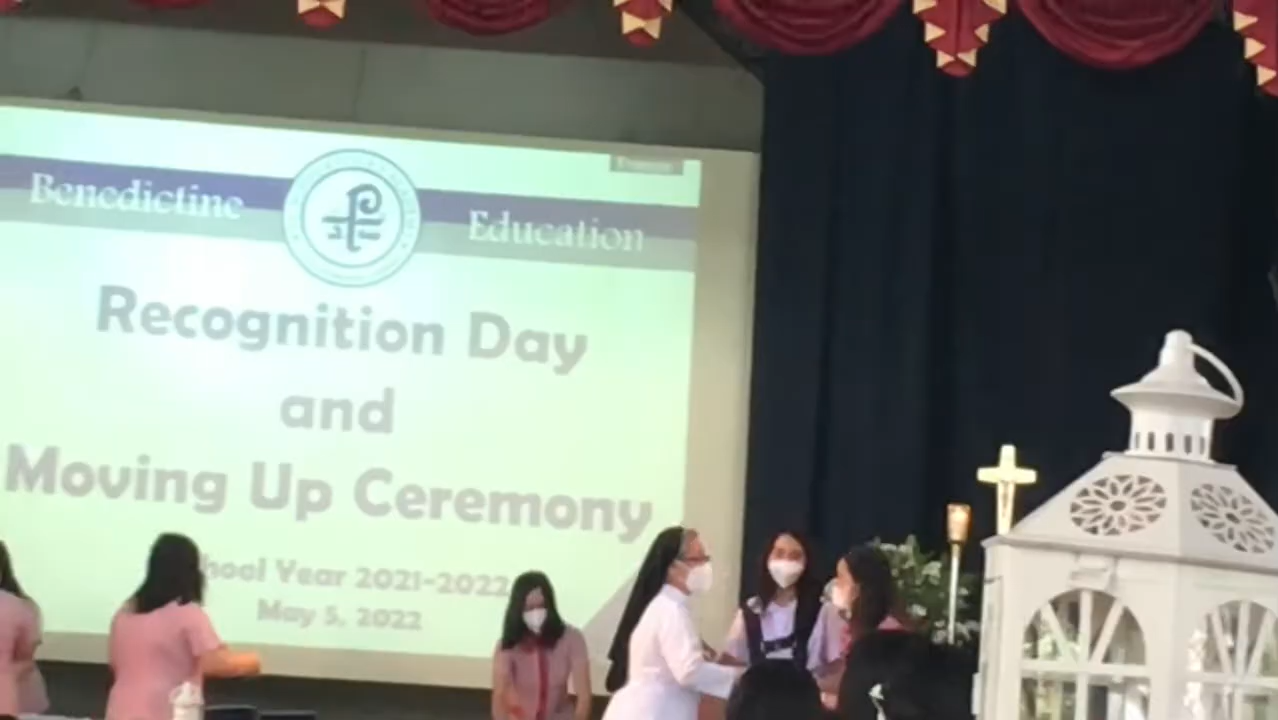 Benedictine Education
Recognition Day
and
Moving Up Ceremony
School Year 2021-2022
May 5, 2022